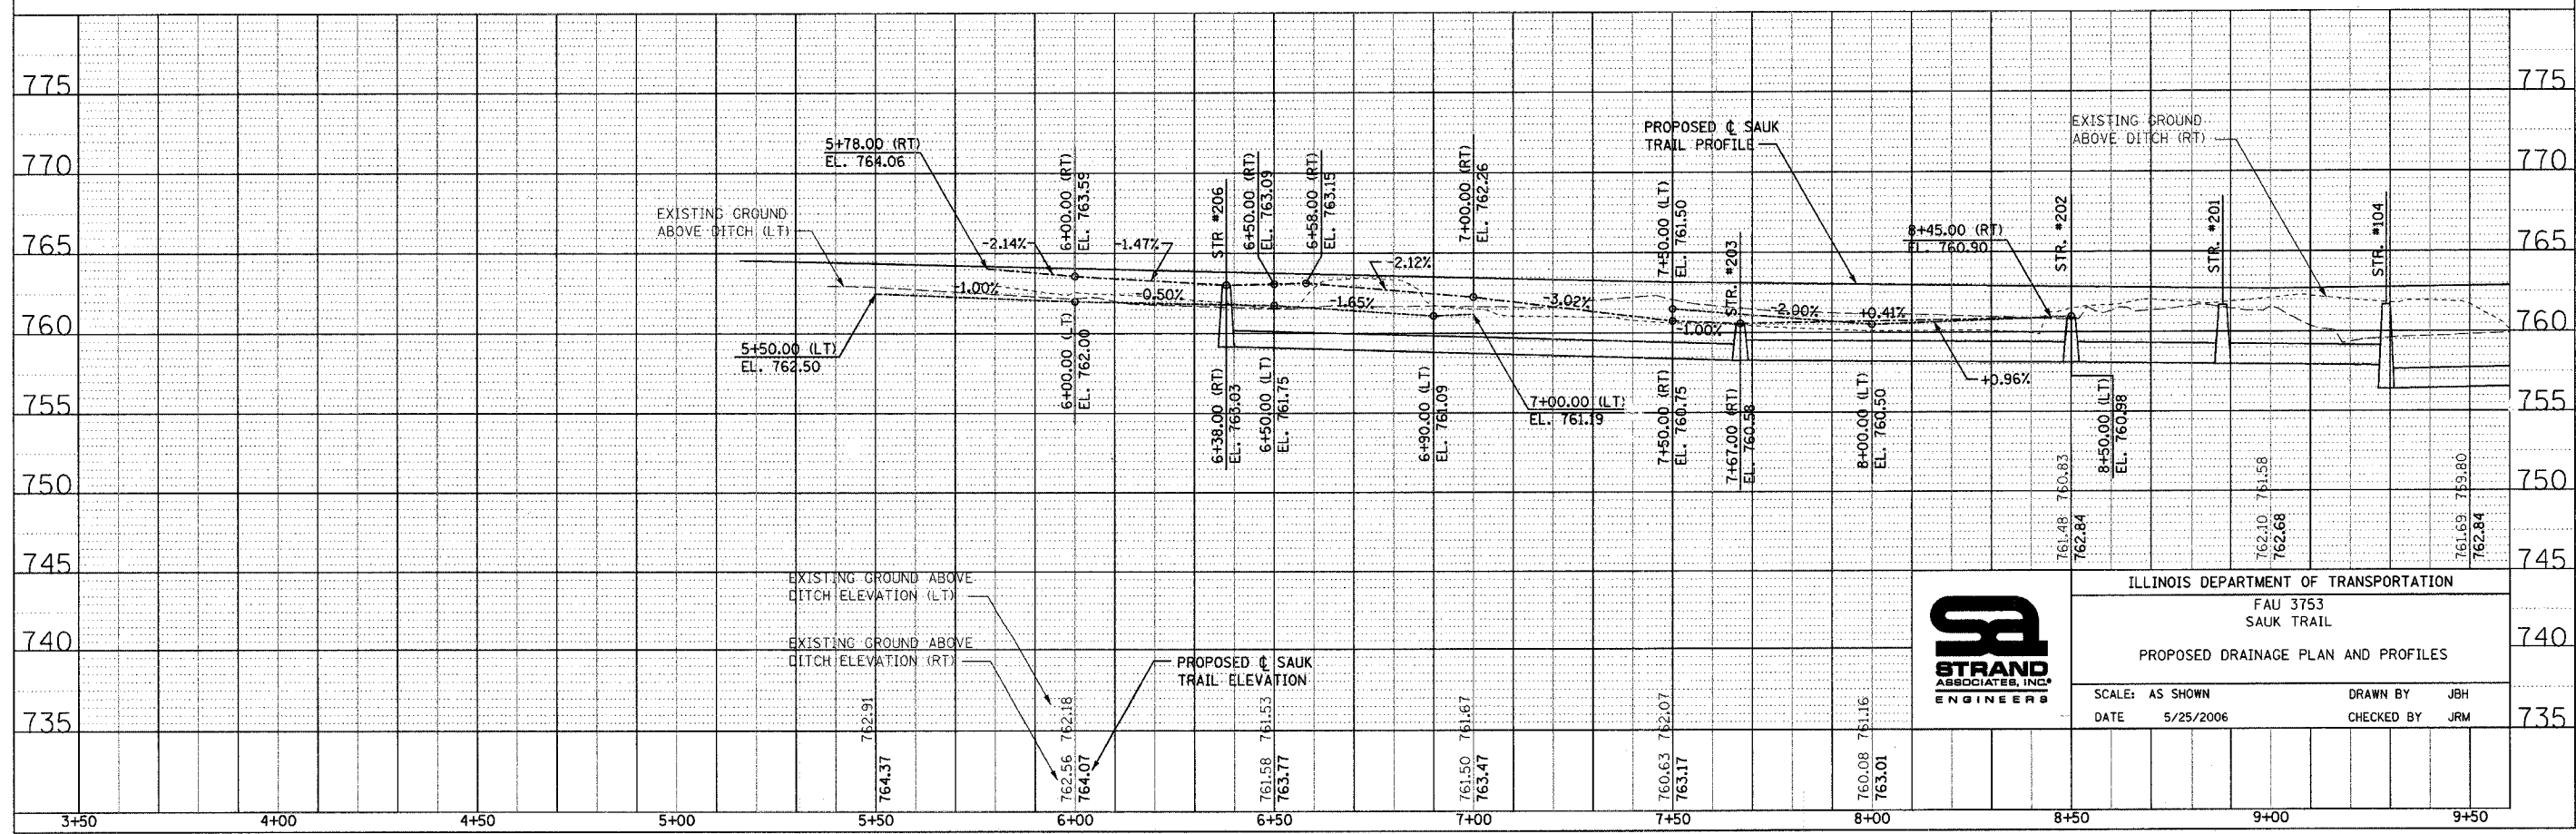 775
770
765
760
755
750
745
740
735
775
770
765
760
755
750
745
740
735
5+78.00 (RT)
EL. 764.06
EXISTING GROUND
ABOVE DITCH (LT)
5+50.00 (LT)
EL. 762.50
-2.14%
-1.00%
6+00.00 (RT)
EL. 763.59
6+00.00 (LT)
EL. 762.00
-1.47%
-0.50%
STR #206
6+38.00 (RT)
EL. 763.03
6+50.00 (RT)
EL. 763.09
6+50.00 (LT)
EL. 761.75
6+58.00 (RT)
EL. 763.15
-2.12%
-1.65%
6+90.00 (LT)
EL. 761.09
7+00.00 (RT)
EL. 762.26
7+00.00 (LT)
EL. 761.19
-3.02%
7+50.00 (LT)
EL. 761.50
7+50.00 (RT)
EL. 760.75
-1.00%
STR. #203
7+67.00 (RT)
EL. 760.58
PROPOSED ℄ SAUK
TRAIL PROFILE
-2.00%
+0.41%
8+00.00 (LT)
EL. 760.50
+0.96%
8+45.00 (RT)
EL. 760.90
STR. #202
8+50.00 (LT)
EL. 760.98
EXISTING GROUND
ABOVE DITCH (RT)
STR. #201
STR. #104
EXISTING GROUND ABOVE
DITCH ELEVATION (LT)
EXISTING GROUND ABOVE
DITCH ELEVATION (RT)
PROPOSED ℄ SAUK
TRAIL ELEVATION
762.91
764.37
762.56 762.18
764.07
761.58 761.53
763.77
761.50 761.67
763.47
760.63 762.07
763.17
760.08 761.16
763.01
761.48 760.83
762.84
762.10 761.58
762.68
761.69 759.80
762.84
3+50 4+00 4+50 5+00 5+50 6+00 6+50 7+00 7+50 8+00 8+50 9+00 9+50
sa
STRAND
ASSOCIATES, INC.®
ENGINEERS
ILLINOIS DEPARTMENT OF TRANSPORTATION
FAU 3753
SAUK TRAIL
PROPOSED DRAINAGE PLAN AND PROFILES
SCALE: AS SHOWN DRAWN BY JBH
DATE 5/25/2006 CHECKED BY JRM